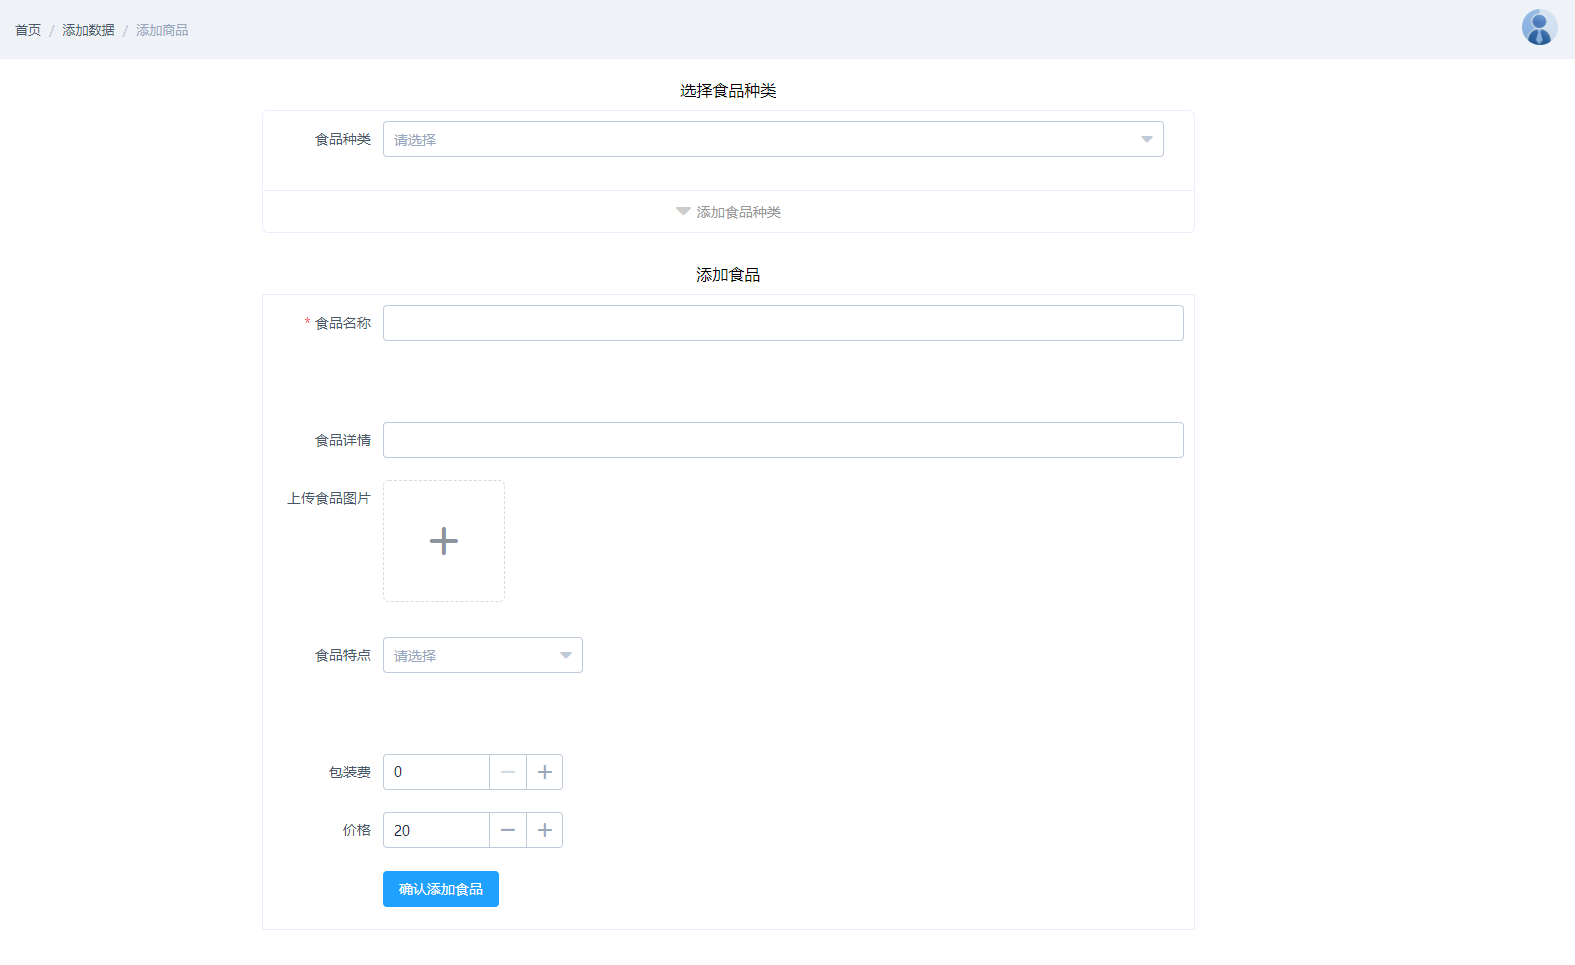 首页 / 添加数据 / 添加商品
选择食品种类
食品种类 请选择
添加食品种类
添加食品
* 食品名称
食品详情
上传食品图片
食品特点 请选择
包装费 0
价格 20
确认添加食品